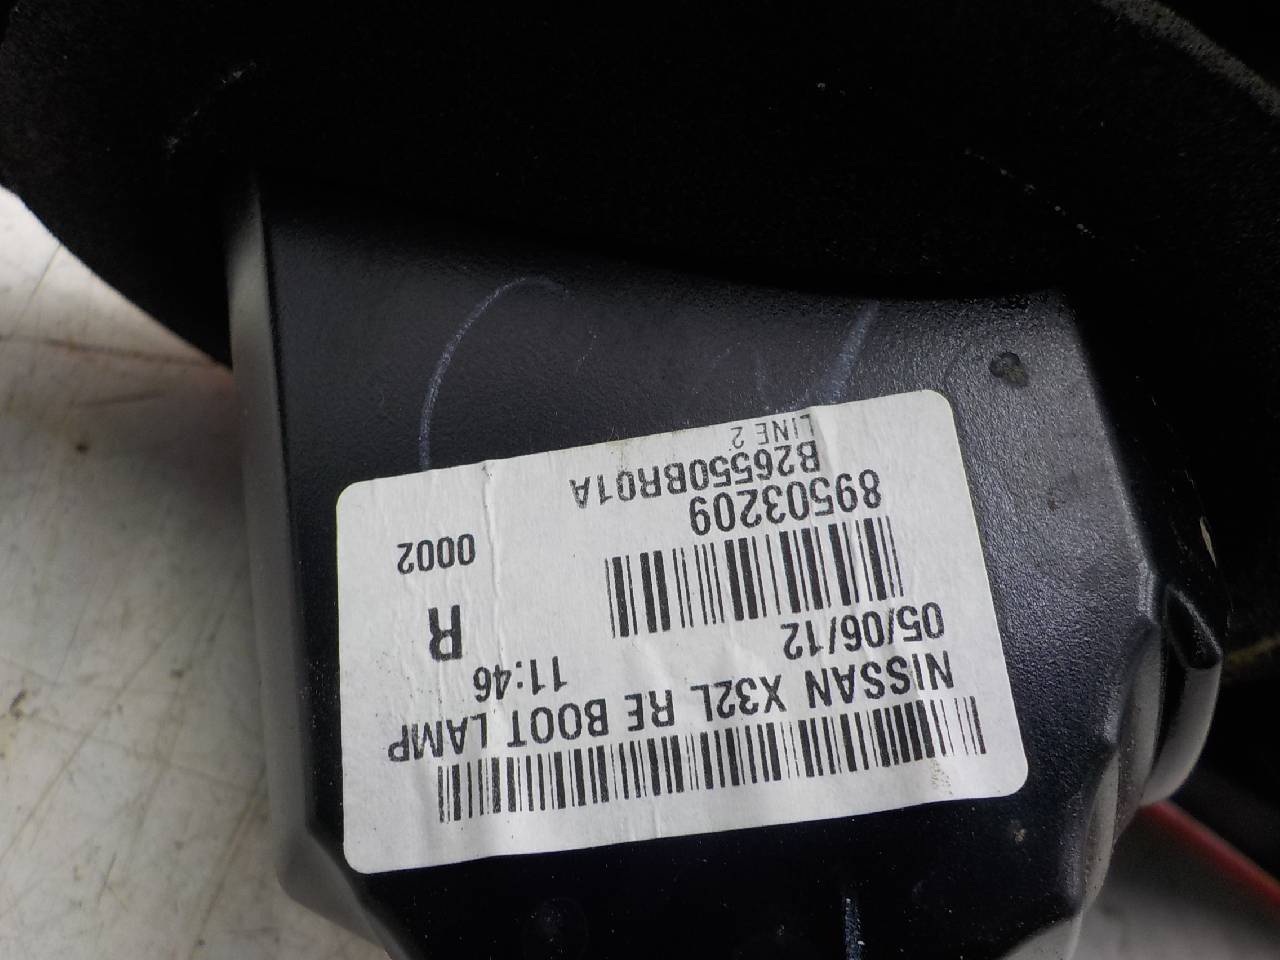 NISSAN X32L RE BOOT LAMP
05/06/12 11:46
R
89503209
0002
B26550BR01A
LINE 2